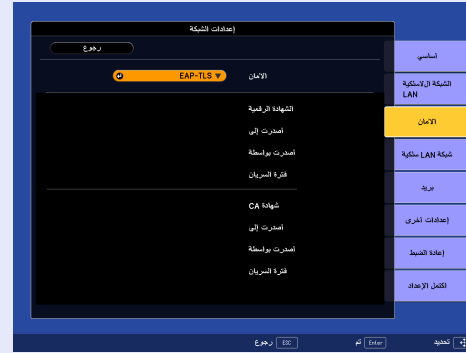 إعدادات الشبكة
رجوع
الامان EAP-TLS
الشهادة الرقمية
أصدرت إلى
أصدرت بواسطة
فترة السريان
شهادة CA
أصدرت إلى
أصدرت بواسطة
فترة السريان
أساسي
الشبكة اللاسلكية
LAN
الامان
شبكة LAN سلكية
بريد
إعدادات أخرى
إعادة الضبط
اكتمل الإعداد
تحديد Enter تم ESC رجوع